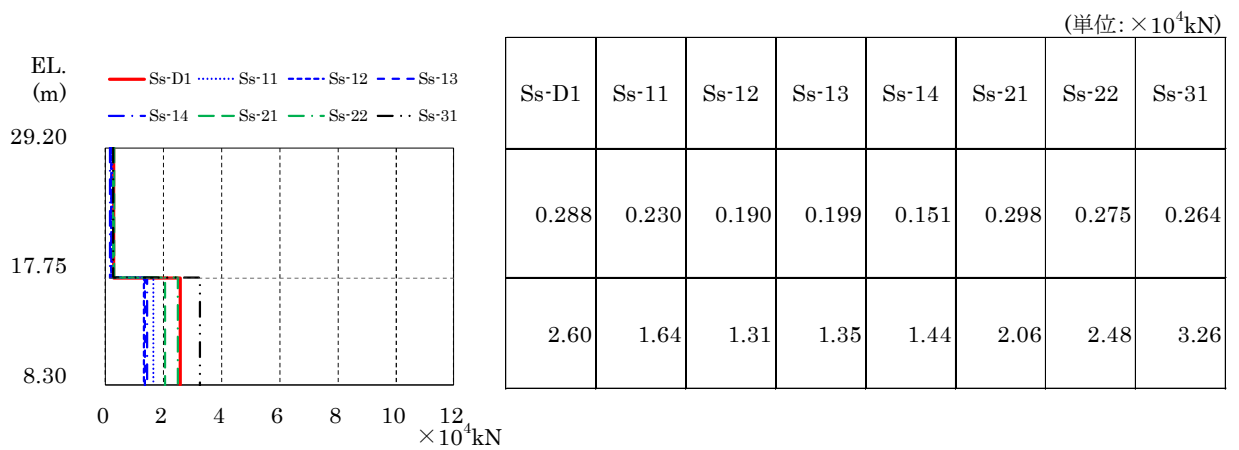 (単位: ×10⁴kN)
EL.
(m)
Ss-D1 Ss-11 Ss-12 Ss-13
Ss-14 Ss-21 Ss-22 Ss-31
29.20
17.75
8.30
0 2 4 6 8 10 12
×10⁴kN
Ss-D1 Ss-11 Ss-12 Ss-13 Ss-14 Ss-21 Ss-22 Ss-31
0.288 0.230 0.190 0.199 0.151 0.298 0.275 0.264
2.60 1.64 1.31 1.35 1.44 2.06 2.48 3.26